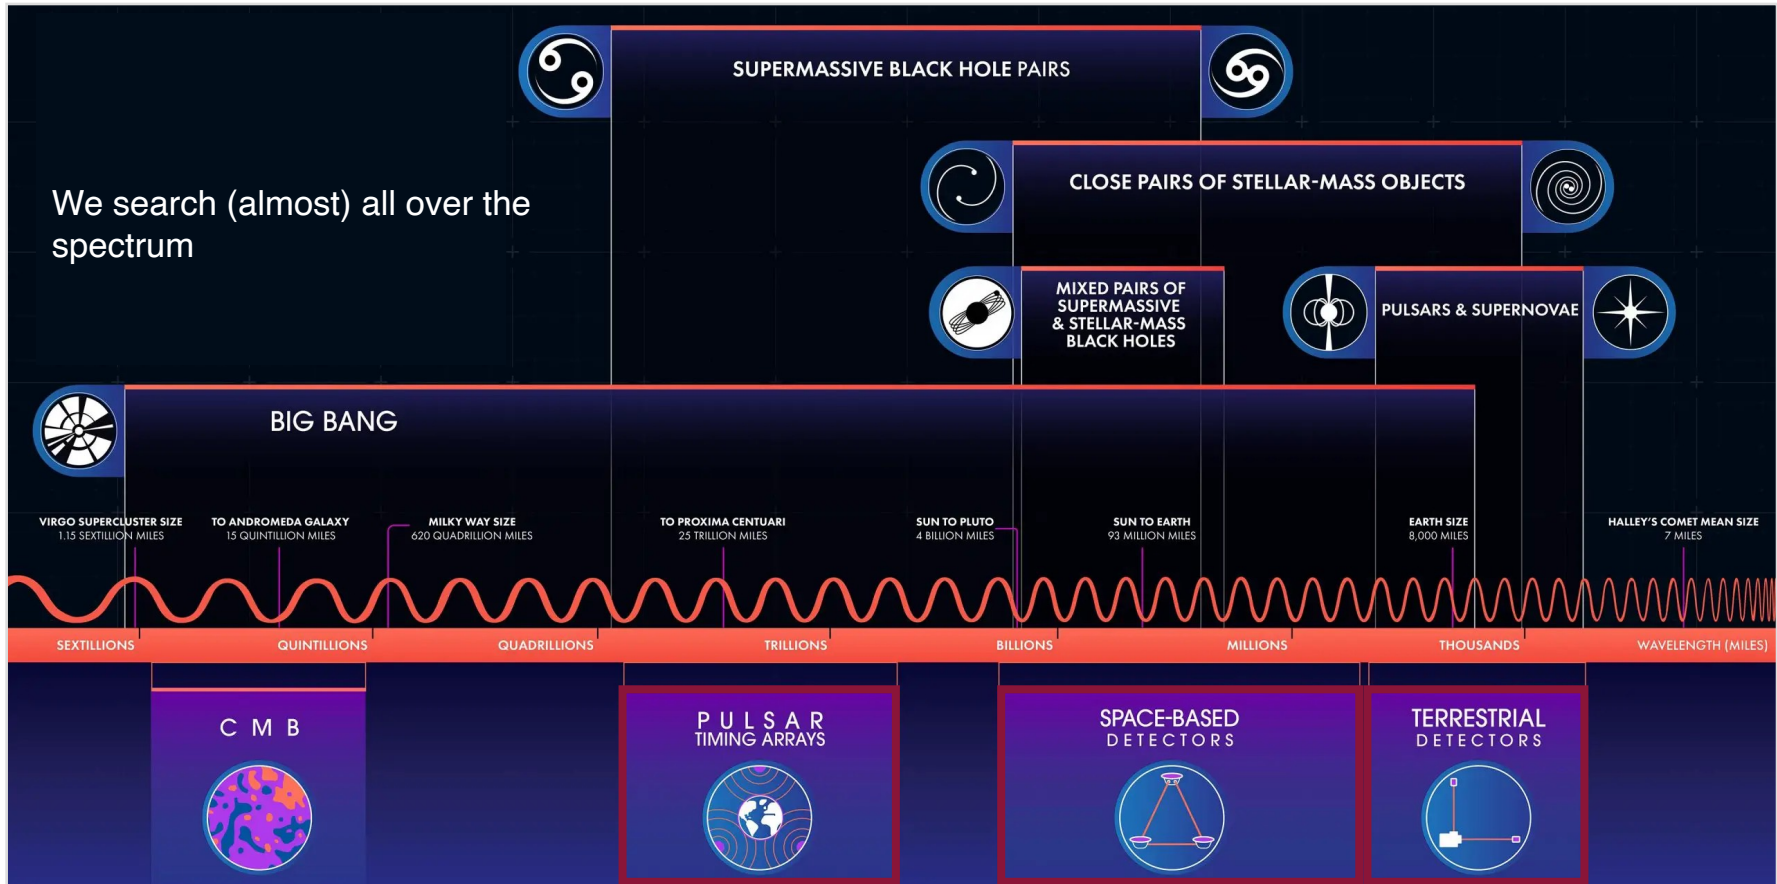 SUPERMASSIVE BLACK HOLE PAIRS
CLOSE PAIRS OF STELLAR-MASS OBJECTS
We search (almost) all over the
spectrum
MIXED PAIRS OF
SUPERMASSIVE
& STELLAR-MASS
BLACK HOLES
PULSARS & SUPERNOVAE
BIG BANG
VIRGO SUPERCLUSTER SIZE
1.15 SEXTILLION MILES
TO ANDROMEDA GALAXY
15 QUINTILLION MILES
MILKY WAY SIZE
620 QUADRILLION MILES
TO PROXIMA CENTUARI
25 TRILLION MILES
SUN TO PLUTO
4 BILLION MILES
SUN TO EARTH
93 MILLION MILES
EARTH SIZE
8,000 MILES
HALLEY'S COMET MEAN SIZE
7 MILES
SEXTILLIONS
QUINTILLIONS
QUADRILLIONS
TRILLIONS
BILLIONS
MILLIONS
THOUSANDS
WAVELENGTH (MILES)
CMB
PULSAR
TIMING ARRAYS
SPACE-BASED
DETECTORS
TERRESTRIAL
DETECTORS